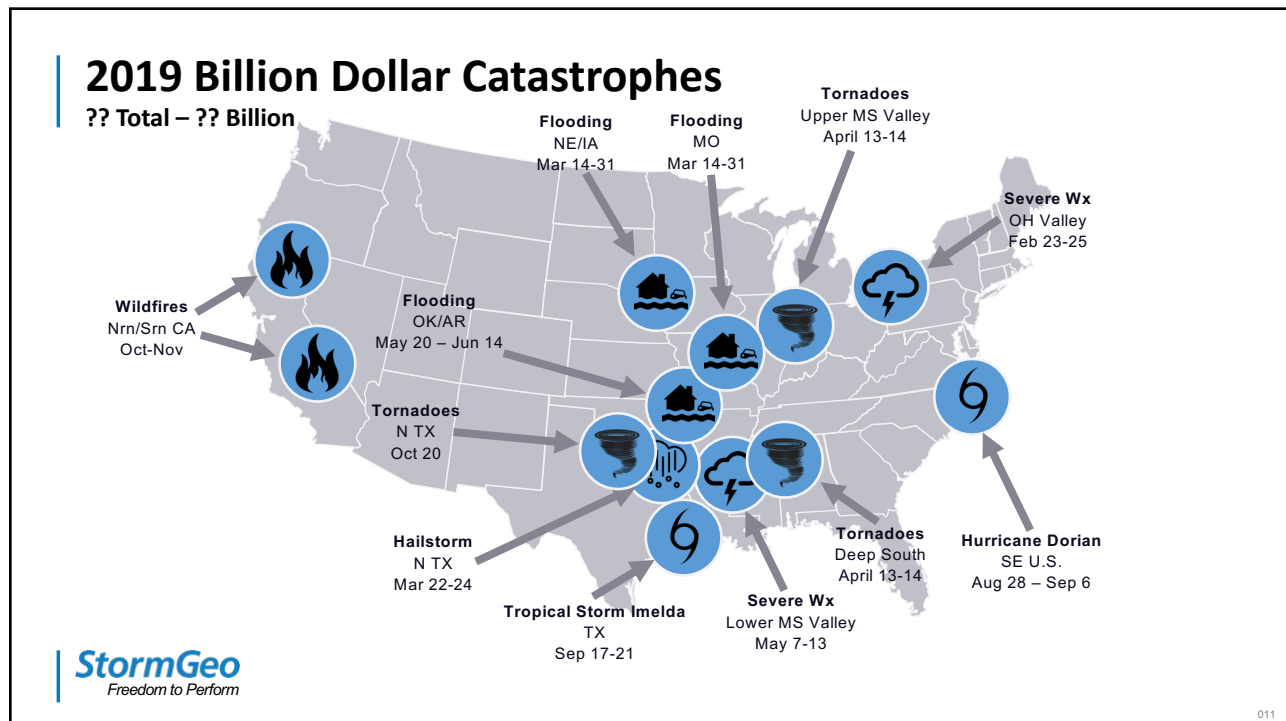 2019 Billion Dollar Catastrophes
?? Total – ?? Billion
Flooding
NE/IA
Mar 14-31
Flooding
MO
Mar 14-31
Tornadoes
Upper MS Valley
April 13-14
Severe Wx
OH Valley
Feb 23-25
Wildfires
Nrn/Srn CA
Oct-Nov
Flooding
OK/AR
May 20 – Jun 14
Tornadoes
N TX
Oct 20
Hailstorm
N TX
Mar 22-24
Tropical Storm Imelda
TX
Sep 17-21
Severe Wx
Lower MS Valley
May 7-13
Tornadoes
Deep South
April 13-14
Hurricane Dorian
SE U.S.
Aug 28 – Sep 6
StormGeo
Freedom to Perform
011